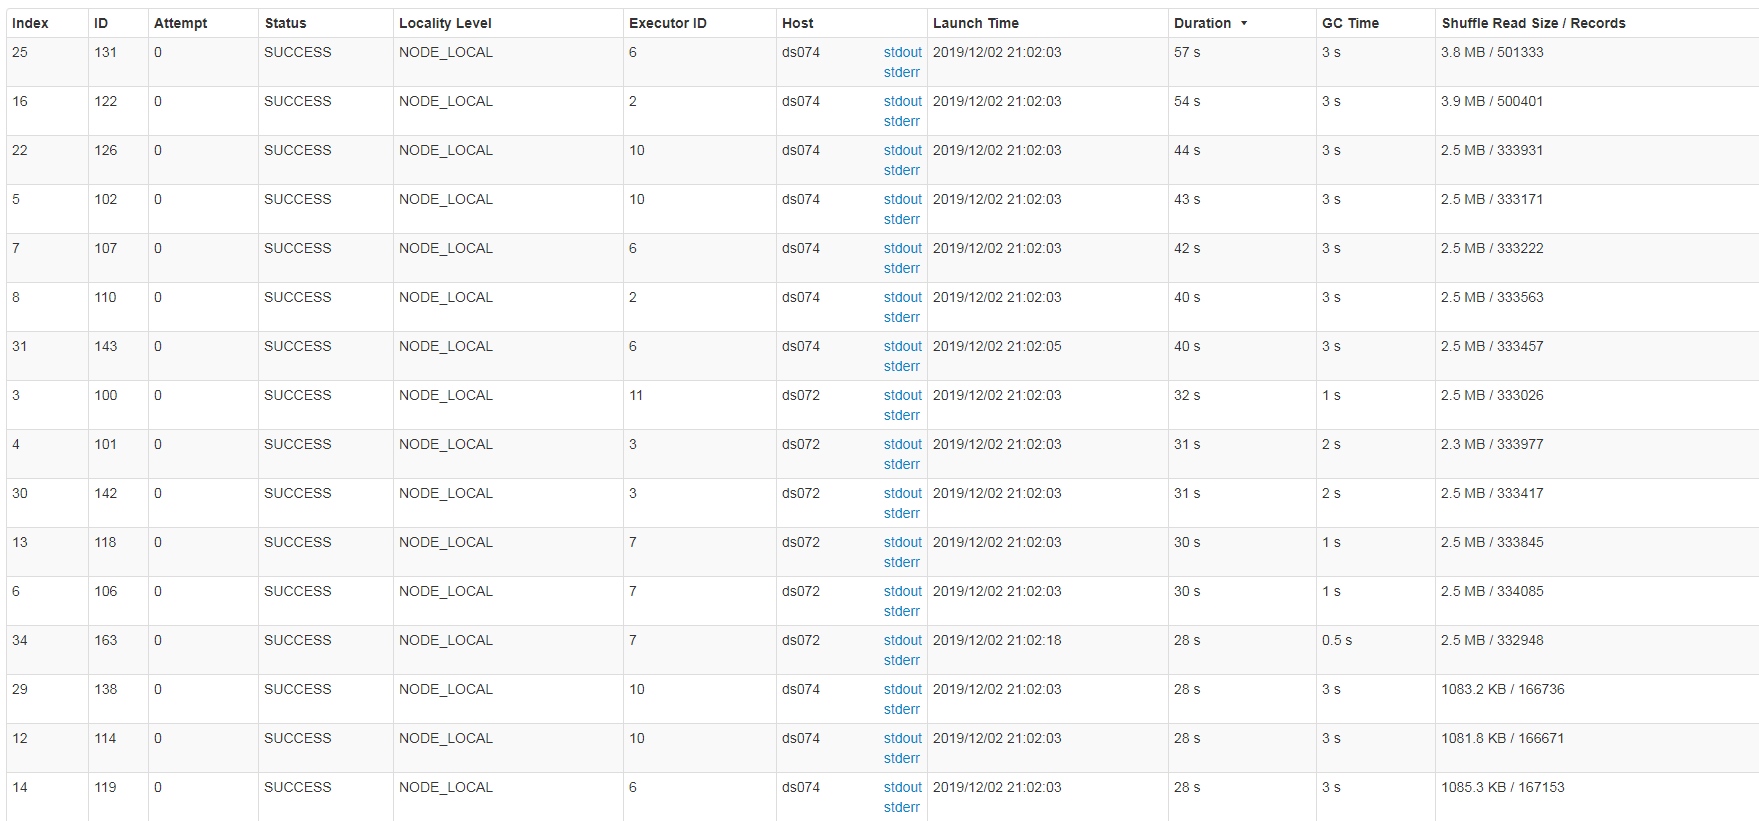 Index ID Attempt Status Locality Level Executor ID Host Launch Time Duration GC Time Shuffle Read Size / Records
25 131 0 SUCCESS NODE_LOCAL 6 ds074 stdout 2019/12/02 21:02:03 57 s 3 s 3.8 MB / 501333
stderr
16 122 0 SUCCESS NODE_LOCAL 2 ds074 stdout 2019/12/02 21:02:03 54 s 3 s 3.9 MB / 500401
stderr
22 126 0 SUCCESS NODE_LOCAL 10 ds074 stdout 2019/12/02 21:02:03 44 s 3 s 2.5 MB / 333931
stderr
5 102 0 SUCCESS NODE_LOCAL 10 ds074 stdout 2019/12/02 21:02:03 43 s 3 s 2.5 MB / 333171
stderr
7 107 0 SUCCESS NODE_LOCAL 6 ds074 stdout 2019/12/02 21:02:03 42 s 3 s 2.5 MB / 333222
stderr
8 110 0 SUCCESS NODE_LOCAL 2 ds074 stdout 2019/12/02 21:02:03 40 s 3 s 2.5 MB / 333563
stderr
31 143 0 SUCCESS NODE_LOCAL 6 ds074 stdout 2019/12/02 21:02:05 40 s 3 s 2.5 MB / 333457
stderr
3 100 0 SUCCESS NODE_LOCAL 11 ds072 stdout 2019/12/02 21:02:03 32 s 1 s 2.5 MB / 333026
stderr
4 101 0 SUCCESS NODE_LOCAL 3 ds072 stdout 2019/12/02 21:02:03 31 s 2 s 2.3 MB / 333977
stderr
30 142 0 SUCCESS NODE_LOCAL 3 ds072 stdout 2019/12/02 21:02:03 31 s 2 s 2.5 MB / 333417
stderr
13 118 0 SUCCESS NODE_LOCAL 7 ds072 stdout 2019/12/02 21:02:03 30 s 1 s 2.5 MB / 333845
stderr
6 106 0 SUCCESS NODE_LOCAL 7 ds072 stdout 2019/12/02 21:02:03 30 s 1 s 2.5 MB / 334085
stderr
34 163 0 SUCCESS NODE_LOCAL 7 ds072 stdout 2019/12/02 21:02:18 28 s 0.5 s 2.5 MB / 332948
stderr
29 138 0 SUCCESS NODE_LOCAL 10 ds074 stdout 2019/12/02 21:02:03 28 s 3 s 1083.2 KB / 166736
stderr
12 114 0 SUCCESS NODE_LOCAL 10 ds074 stdout 2019/12/02 21:02:03 28 s 3 s 1081.8 KB / 166671
stderr
14 119 0 SUCCESS NODE_LOCAL 6 ds074 stdout 2019/12/02 21:02:03 28 s 3 s 1085.3 KB / 167153
stderr